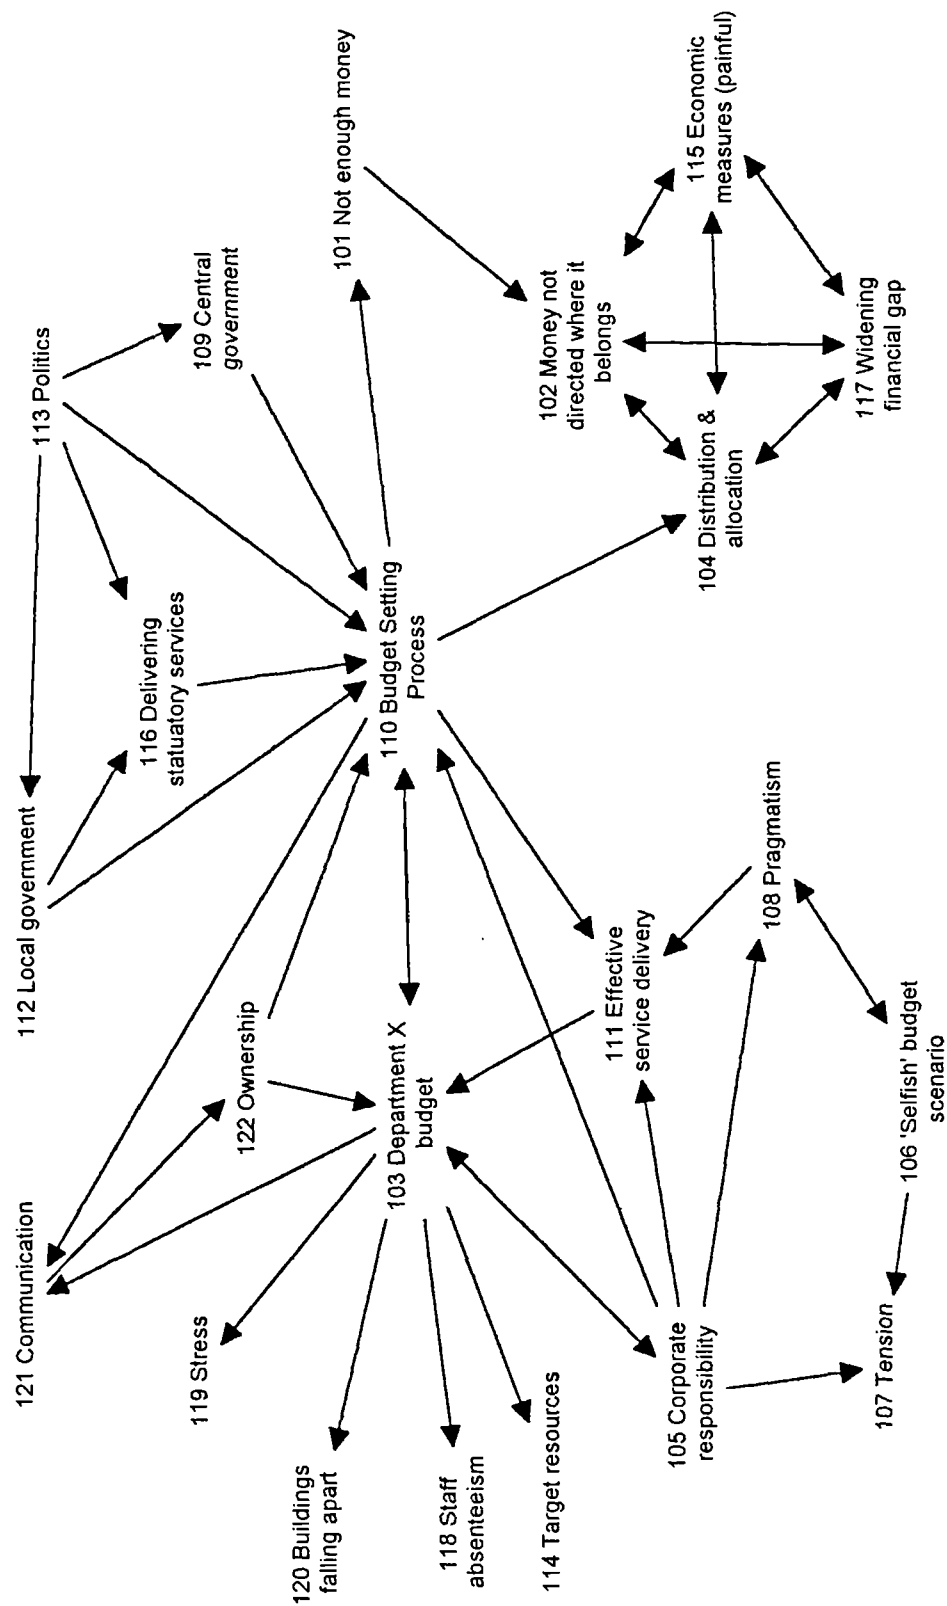 121 Communication
112 Local government
113 Politics
116 Delivering
statuatory services
119 Stress
109 Central
government
122 Ownership
120 Buildings
falling apart
101 Not enough money
103 Department X
budget
110 Budget Setting
Process
118 Staff
absenteeism
114 Target resources
102 Money not
directed where it
belongs
111 Effective
service delivery
105 Corporate
responsibility
104 Distribution &
allocation
115 Economic
measures (painful)
108 Pragmatism
107 Tension
106 'Selfish' budget
scenario
117 Widening
financial gap